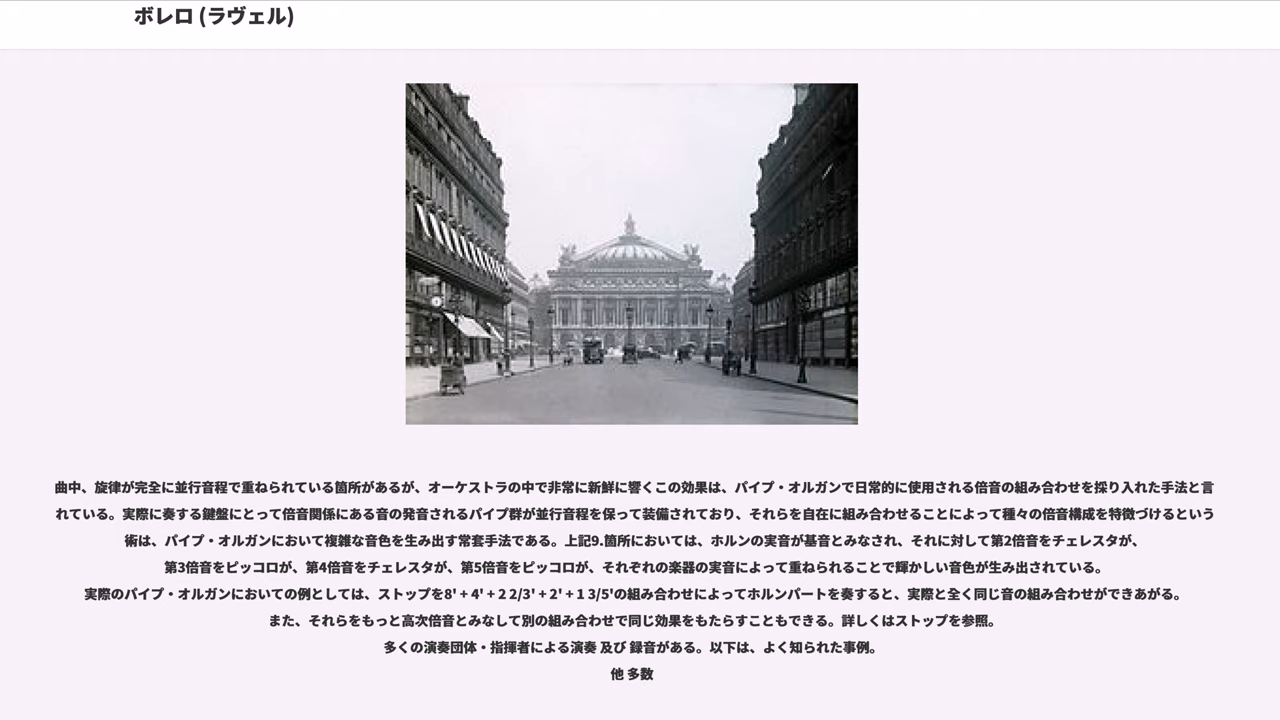 ボレロ (ラヴェル)
曲中、旋律が完全に並行音程で重ねられている箇所があるが、オーケストラの中で非常に新鮮に響くこの効果は、パイプ・オルガンで日常的に使用される倍音の組み合わせを採り入れた手法と言
れている。実際に奏する鍵盤にとって倍音関係にある音の発音されるパイプ群が並行音程を保って装備されており、それらを自在に組み合わせることによって種々の倍音構成を特徴づけるという
術は、パイプ・オルガンにおいて複雑な音色を生み出す常套手法である。上記9.箇所においては、ホルンの実音が基音とみなされ、それに対して第2倍音をチェレスタが、
第3倍音をピッコロが、第4倍音をチェレスタが、第5倍音をピッコロが、それぞれの楽器の実音によって重ねられることで輝かしい音色が生み出されている。
実際のパイプ・オルガンにおいての例としては、ストップを8' + 4' + 2 2/3' + 2' + 1 3/5'の組み合わせによってホルンパートを奏すると、実際と全く同じ音の組み合わせができあがる。
また、それらをもっと高次倍音とみなして別の組み合わせで同じ効果をもたらすこともできる。詳しくはストップを参照。
多くの演奏団体・指揮者による演奏 及び 録音がある。以下は、よく知られた事例。
他 多数